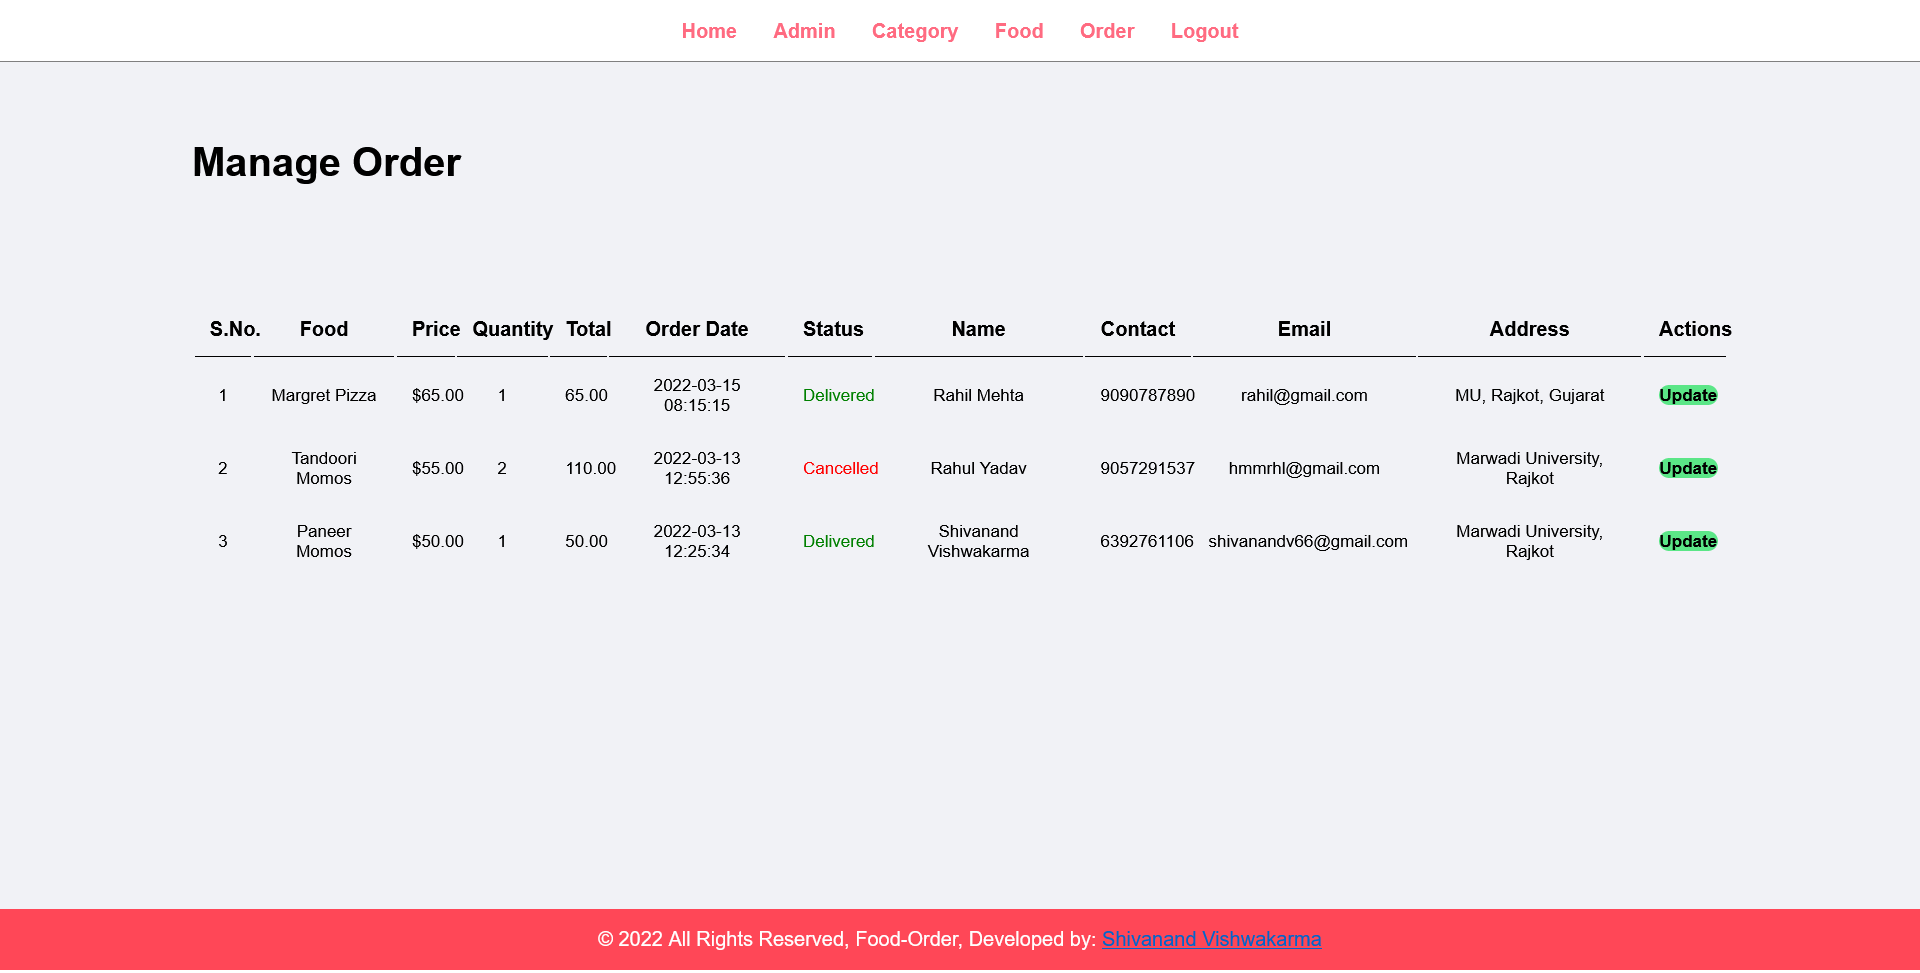 Home Admin Category Food Order Logout
Manage Order
S.No. Food Price Quantity Total Order Date Status Name Contact Email Address Actions
1 Margret Pizza $65.00 1 65.00 2022-03-15 08:15:15 Delivered Rahil Mehta 9090787890 rahil@gmail.com MU, Rajkot, Gujarat Update
2 Tandoori Momos $55.00 2 110.00 2022-03-13 12:55:36 Cancelled Rahul Yadav 9057291537 hmmrhl@gmail.com Marwadi University, Rajkot Update
3 Paneer Momos $50.00 1 50.00 2022-03-13 12:25:34 Delivered Shivanand Vishwakarma 6392761106 shivanandv66@gmail.com Marwadi University, Rajkot Update
© 2022 All Rights Reserved, Food-Order, Developed by: Shivanand Vishwakarma